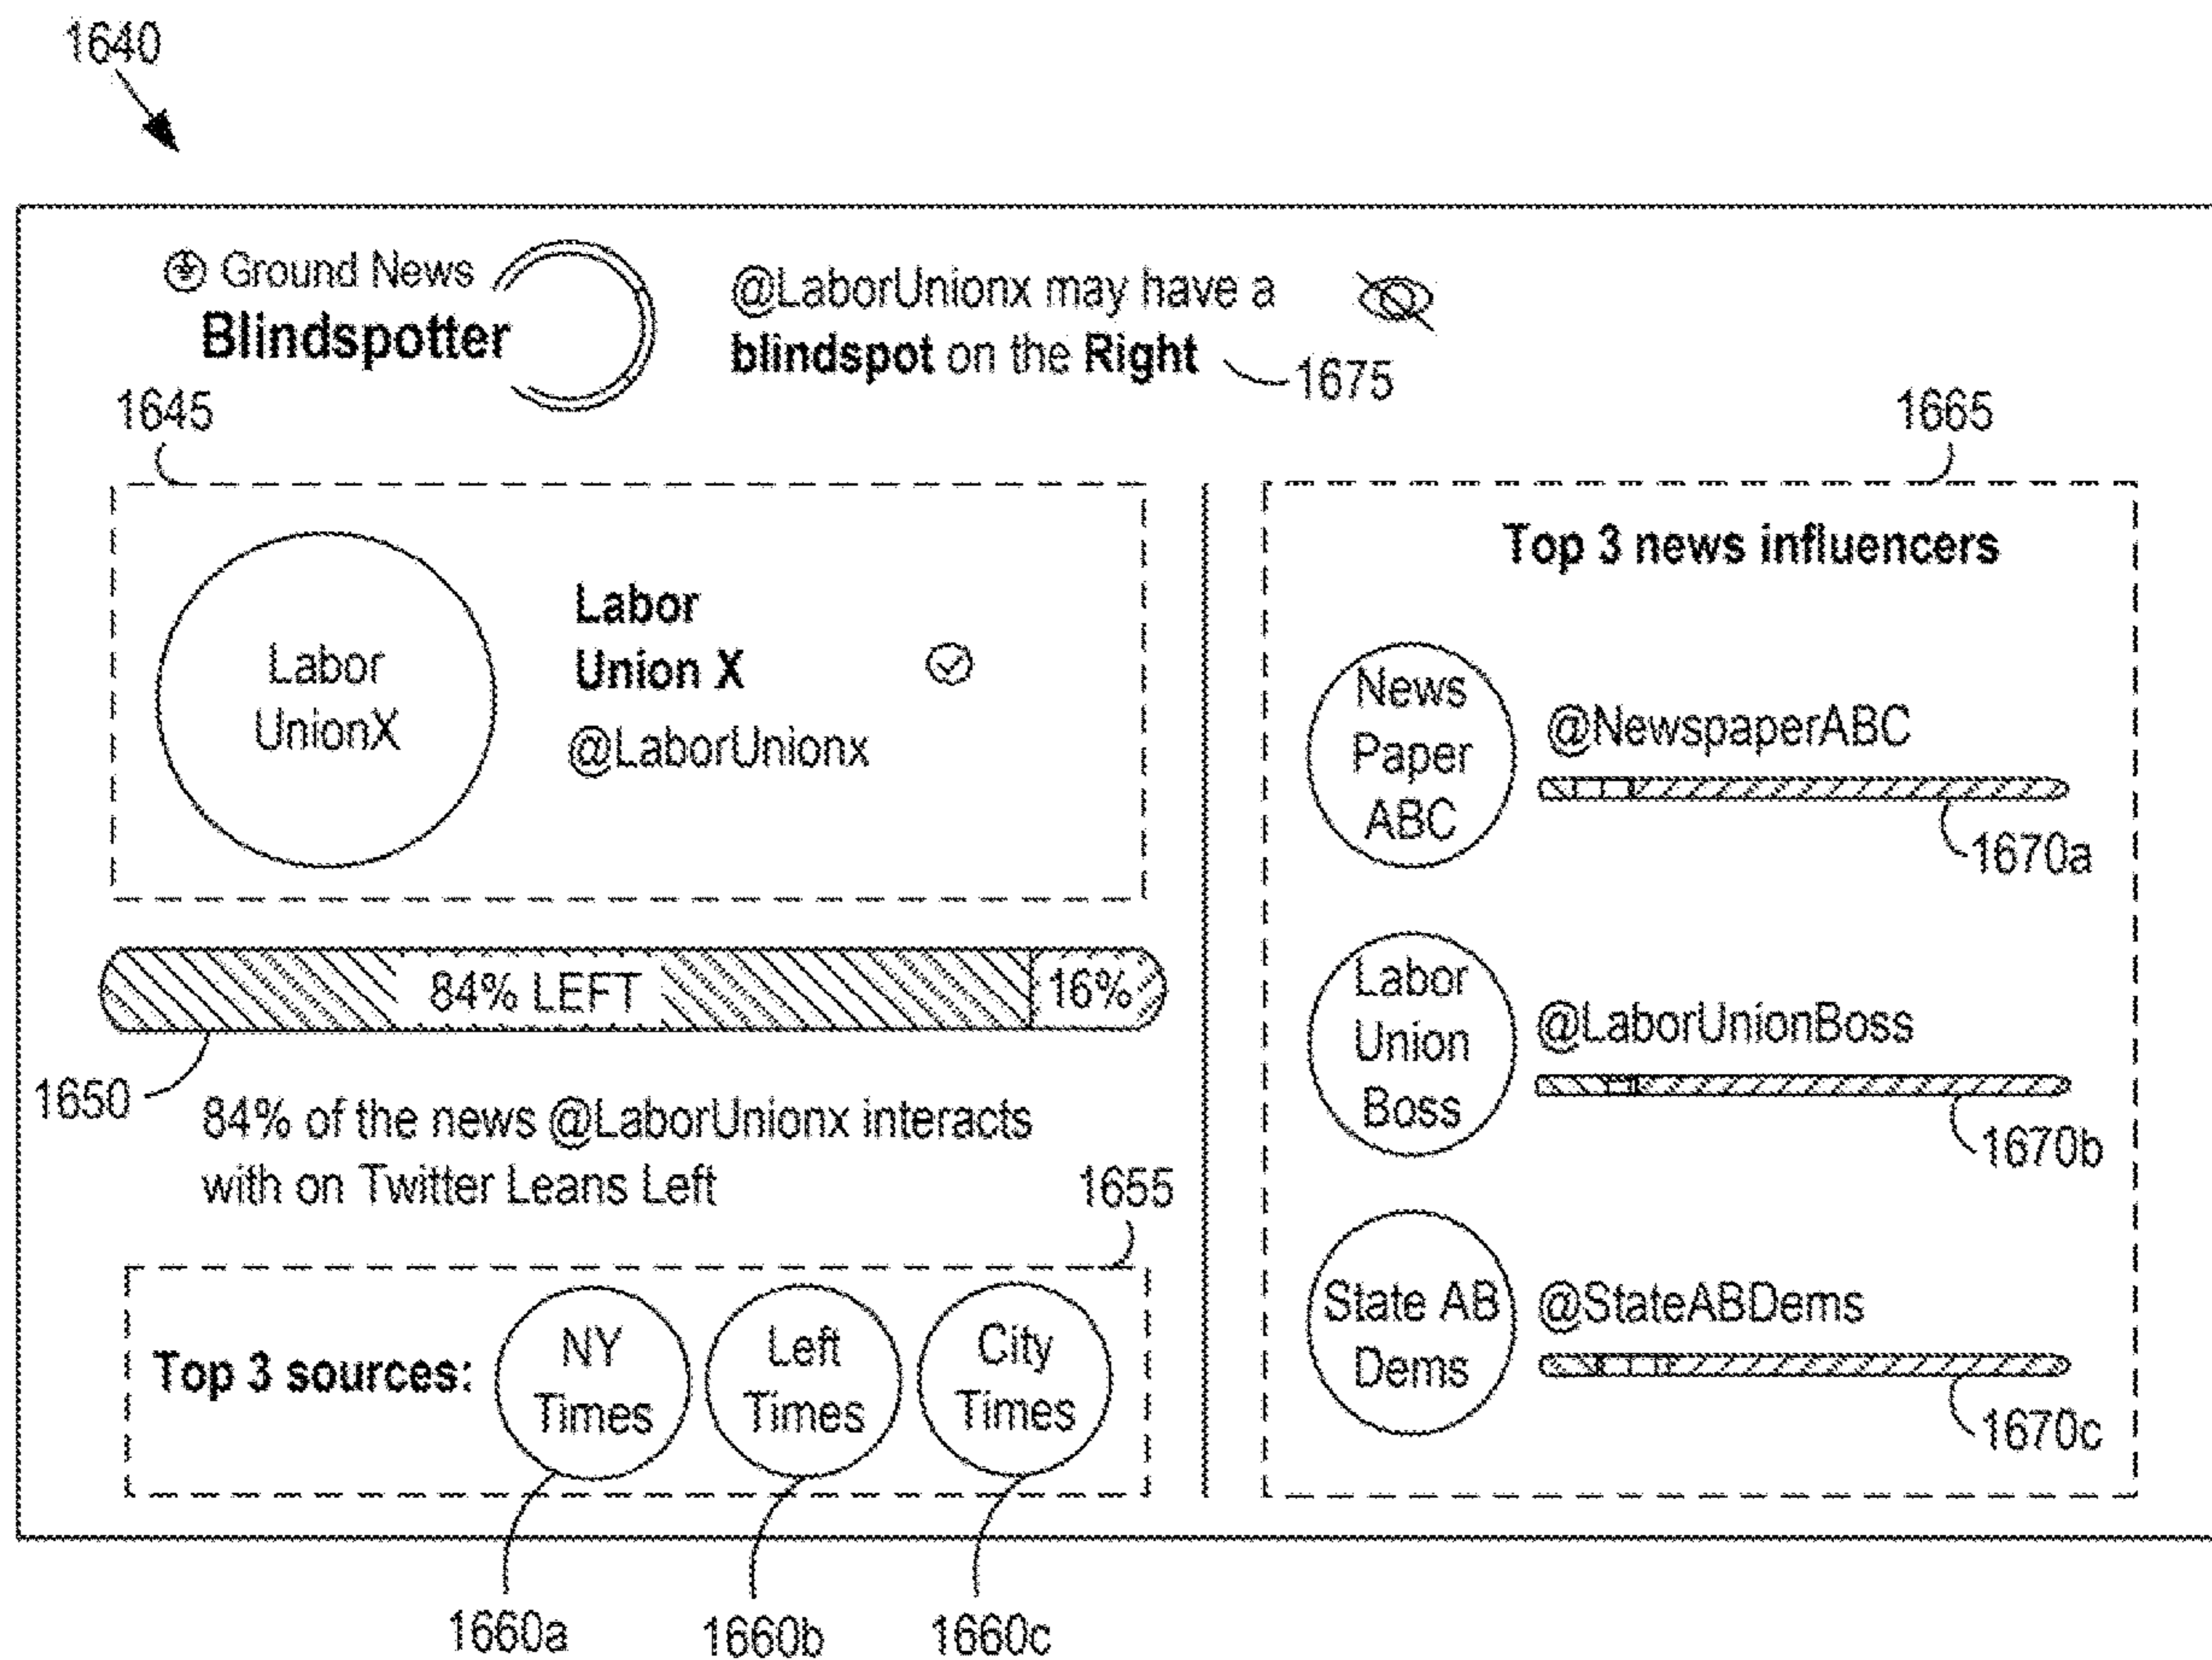 1640
Ground News
Blindspotter
@LaborUnionx may have a
blindspot on the Right
1675
1645
Labor
UnionX
Labor
Union X
@LaborUnionx
84% LEFT
16%
1650
84% of the news @LaborUnionx interacts
with on Twitter Leans Left
1655
Top 3 sources:
NY
Times
Left
Times
City
Times
1660a
1660b
1660c
1665
Top 3 news influencers
News
Paper
ABC
@NewspaperABC
1670a
Labor
Union
Boss
@LaborUnionBoss
1670b
State AB
Dems
@StateABDems
1670c